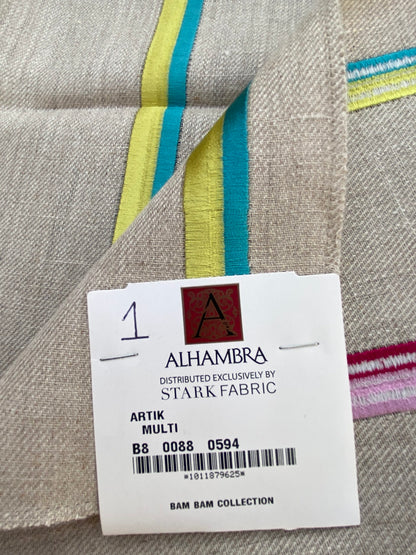 1
A
ALHAMBRA
DISTRIBUTED EXCLUSIVELY BY
STARK FABRIC
ARTIK
MULTI
B8 0088 0594
*1011879625*
BAM BAM COLLECTION